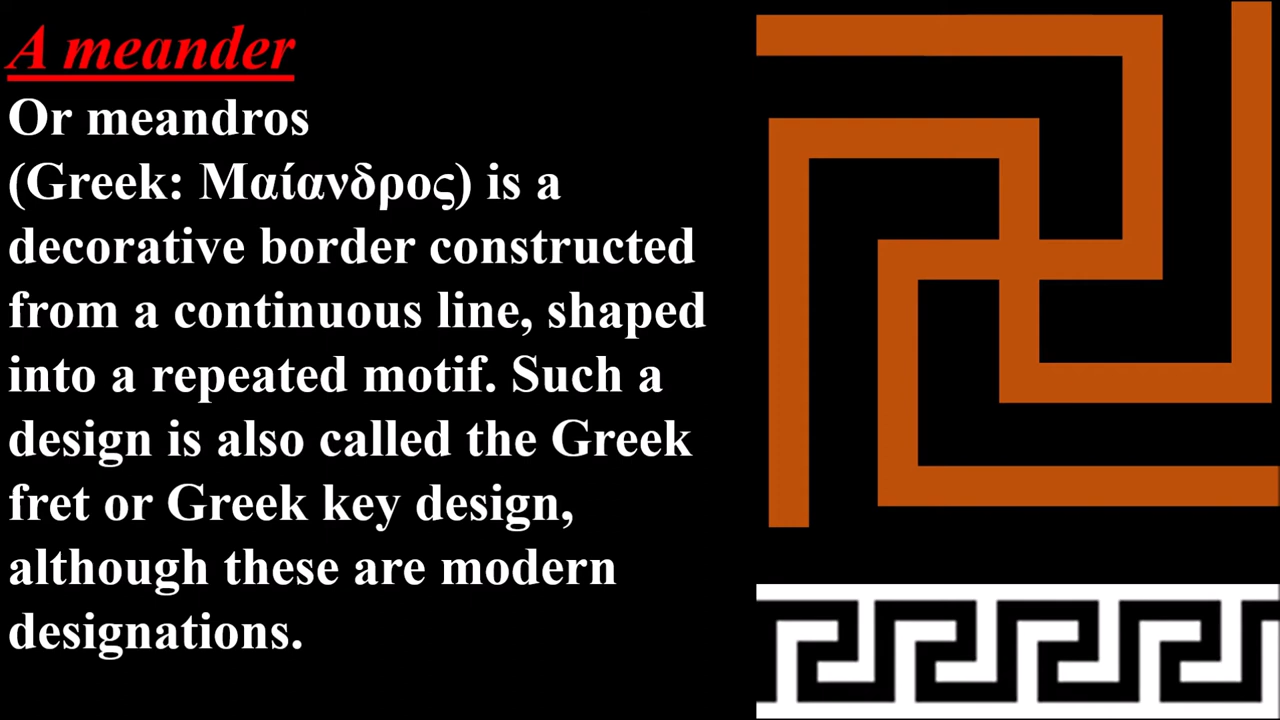 A meander
Or meandros
(Greek: Μαίανδρος) is a
decorative border constructed
from a continuous line, shaped
into a repeated motif. Such a
design is also called the Greek
fret or Greek key design,
although these are modern
designations.